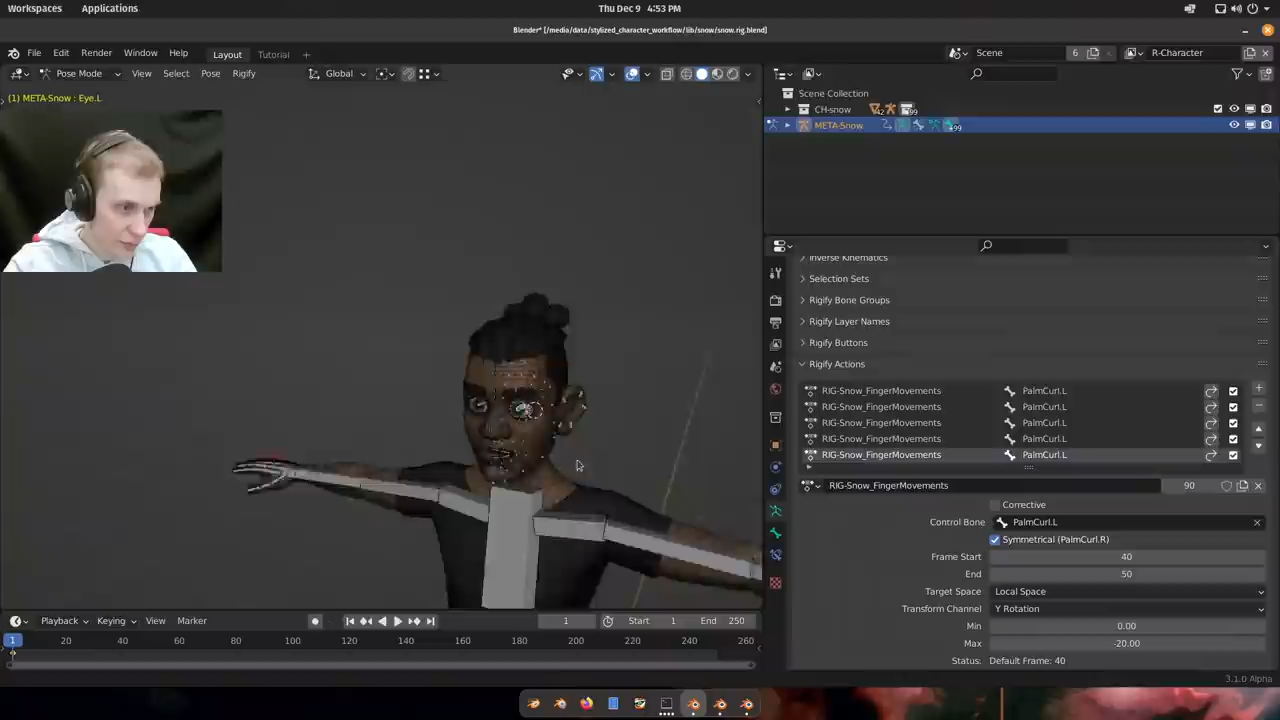 Workspaces Applications Thu Dec 9 4:53 PM
Blender* [/media/data/stylized_character_workflow/lib/snow/snow.rig.blend]
File Edit Render Window Help Layout Tutorial + Scene 6 R-Character
Pose Mode View Select Pose Rigify Global
(1) META-Snow : Eye.L
Scene Collection
CH-snow 42 99
META-Snow +99
Inverse Kinematics
Selection Sets
Rigify Bone Groups
Rigify Layer Names
Rigify Buttons
Rigify Actions
RIG-Snow_FingerMovements PalmCurl.L
RIG-Snow_FingerMovements PalmCurl.L
RIG-Snow_FingerMovements PalmCurl.L
RIG-Snow_FingerMovements PalmCurl.L
RIG-Snow_FingerMovements PalmCurl.L
RIG-Snow_FingerMovements 90
Corrective
Control Bone PalmCurl.L
Symmetrical (PalmCurl.R)
Frame Start 40
End 50
Target Space Local Space
Transform Channel Y Rotation
Min 0.00
Max -20.00
Status: Default Frame: 40
Playback Keying View Marker 1 Start 1 End 250
1 20 40 60 80 100 120 140 160 180 200 220 240 260
3.1.0 Alpha